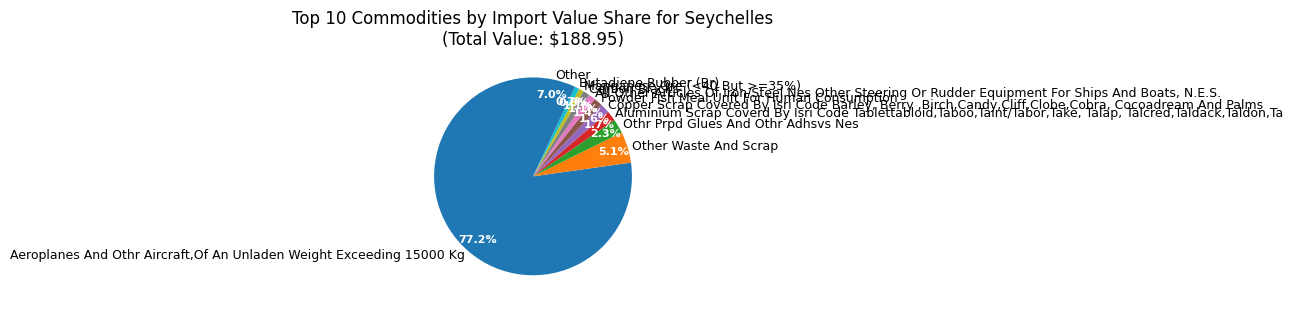 Top 10 Commodities by Import Value Share for Seychelles
(Total Value: $188.95)
Other
Butadiene Rubber (Br)
But >=35%)
All Other Articles Of Iron/Steel Nes Other Steering Or Rudder Equipment For Ships And Boats, N.E.S.
Powder Fish Meal Unfit For Human Consumption
Copper Scrap Covered By Isri Code Barley, Berry, Birch Candy,Cliff,Clobe,Cobra, Cocoadream And Palms
Aluminium Scrap Coverd By Isri Code Tablettabloid,Taboo,Taint/Tabor,Take, Talap, Talcred,Taldack,Taldon,Ta
Othr Prpd Glues And Othr Adhsvs Nes
Other Waste And Scrap
Aeroplanes And Othr Aircraft,Of An Unladen Weight Exceeding 15000 Kg
7.0%
1.6%
1.7%
2.3%
5.1%
77.2%